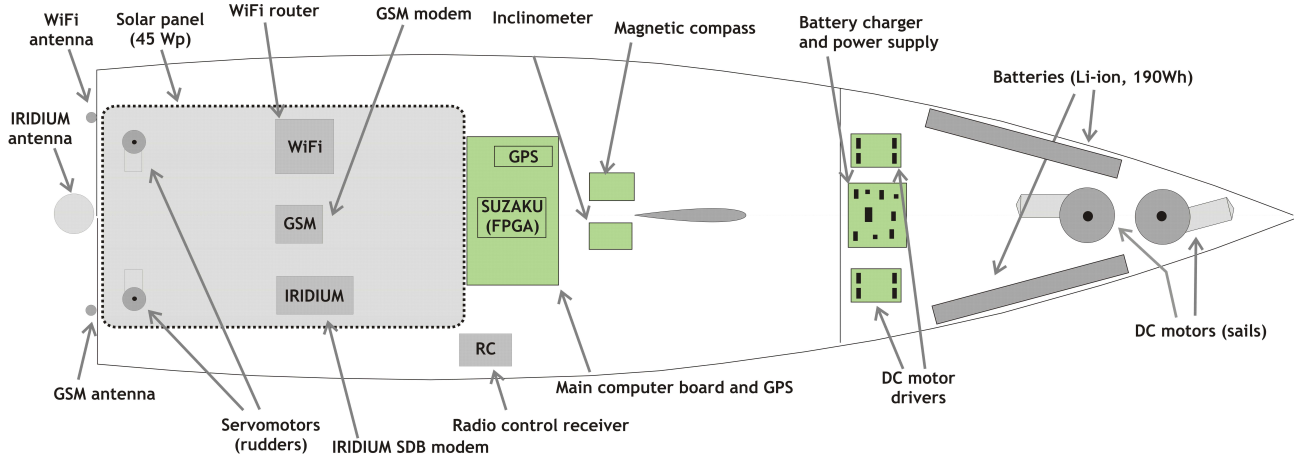 WiFi
antenna
Solar panel
(45 Wp)
WiFi router
GSM modem
Inclinometer
Magnetic compass
Battery charger
and power supply
Batteries (Li-ion, 190Wh)
IRIDIUM
antenna
WiFi
GPS
GSM
SUZAKU
(FPGA)
IRIDIUM
RC
DC motors (sails)
GSM antenna
Servomotors
(rudders)
IRIDIUM SDB modem
Radio control receiver
Main computer board and GPS
DC motor
drivers